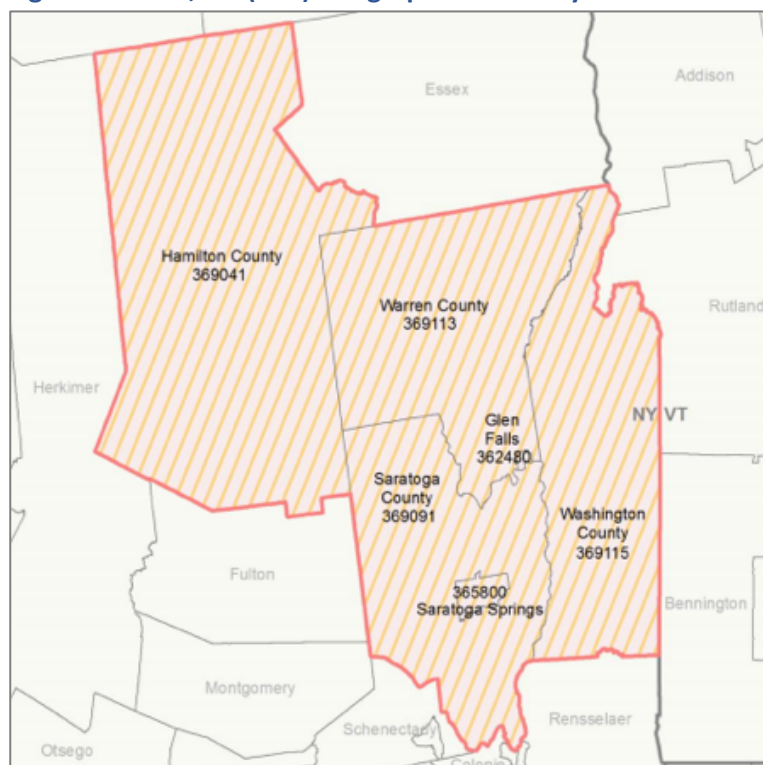 Essex
Addison
Hamilton County
369041
Warren County
369113
Rutland
Herkimer
Glen
Falls
362480
NY VT
Saratoga
County
369091
Washington
County
369115
Fulton
365800
Saratoga Springs
Bennington
Montgomery
Schenectady
Rensselaer
Otsego